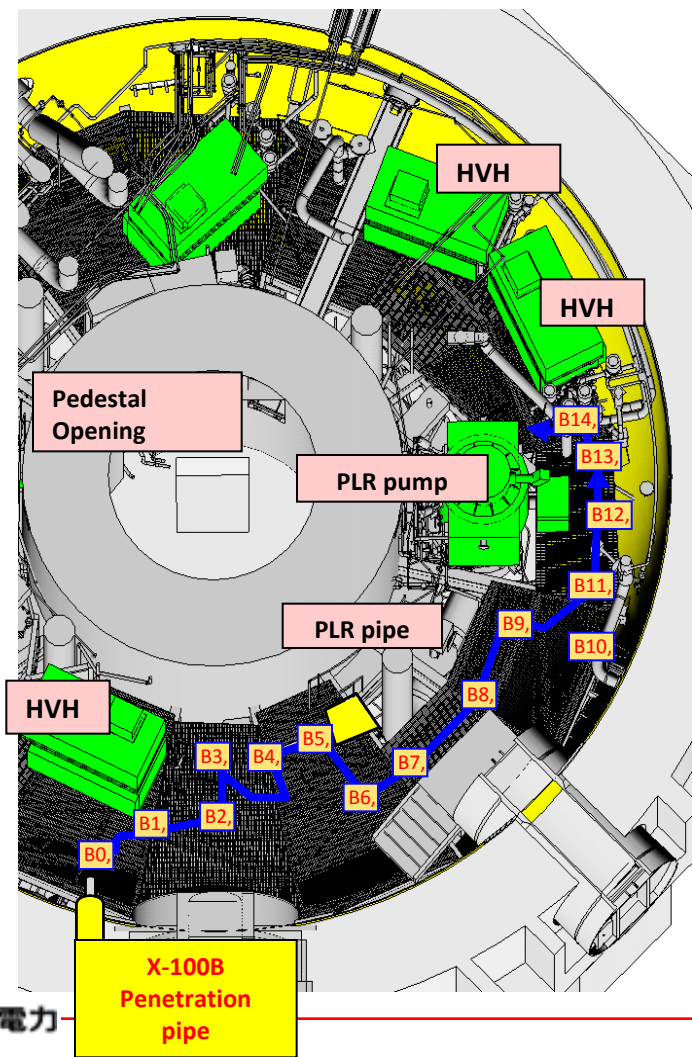 HVH
HVH
Pedestal
Opening
B14,
B13,
PLR pump
B12,
B11,
B9,
PLR pipe
B10,
B8,
HVH
B5,
B3,
B4,
B7,
B6,
B2,
B1,
B0,
X-100B
Penetration
pipe
電力